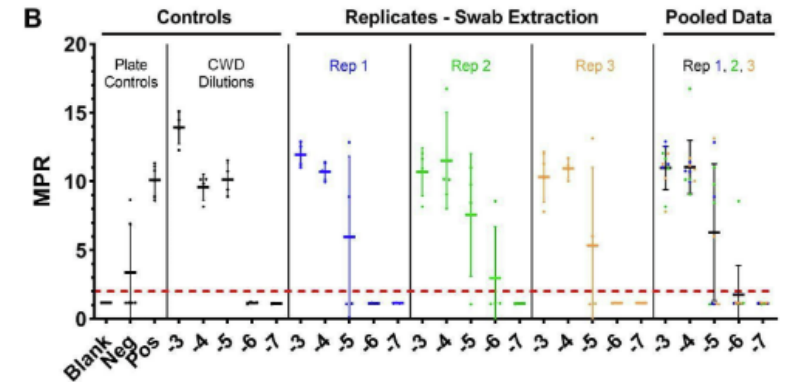 B
Controls Replicates - Swab Extraction Pooled Data
Plate Controls
CWD Dilutions
Rep 1
Rep 2
Rep 3
Rep 1, 2, 3
MPR
20
15
10
5
0
Blank Neg Pos -3 -4 -5 -6 -7 -3 -4 -5 -6 -7 -3 -4 -5 -6 -7 -3 -4 -5 -6 -7 -3 -4 -5 -6 -7